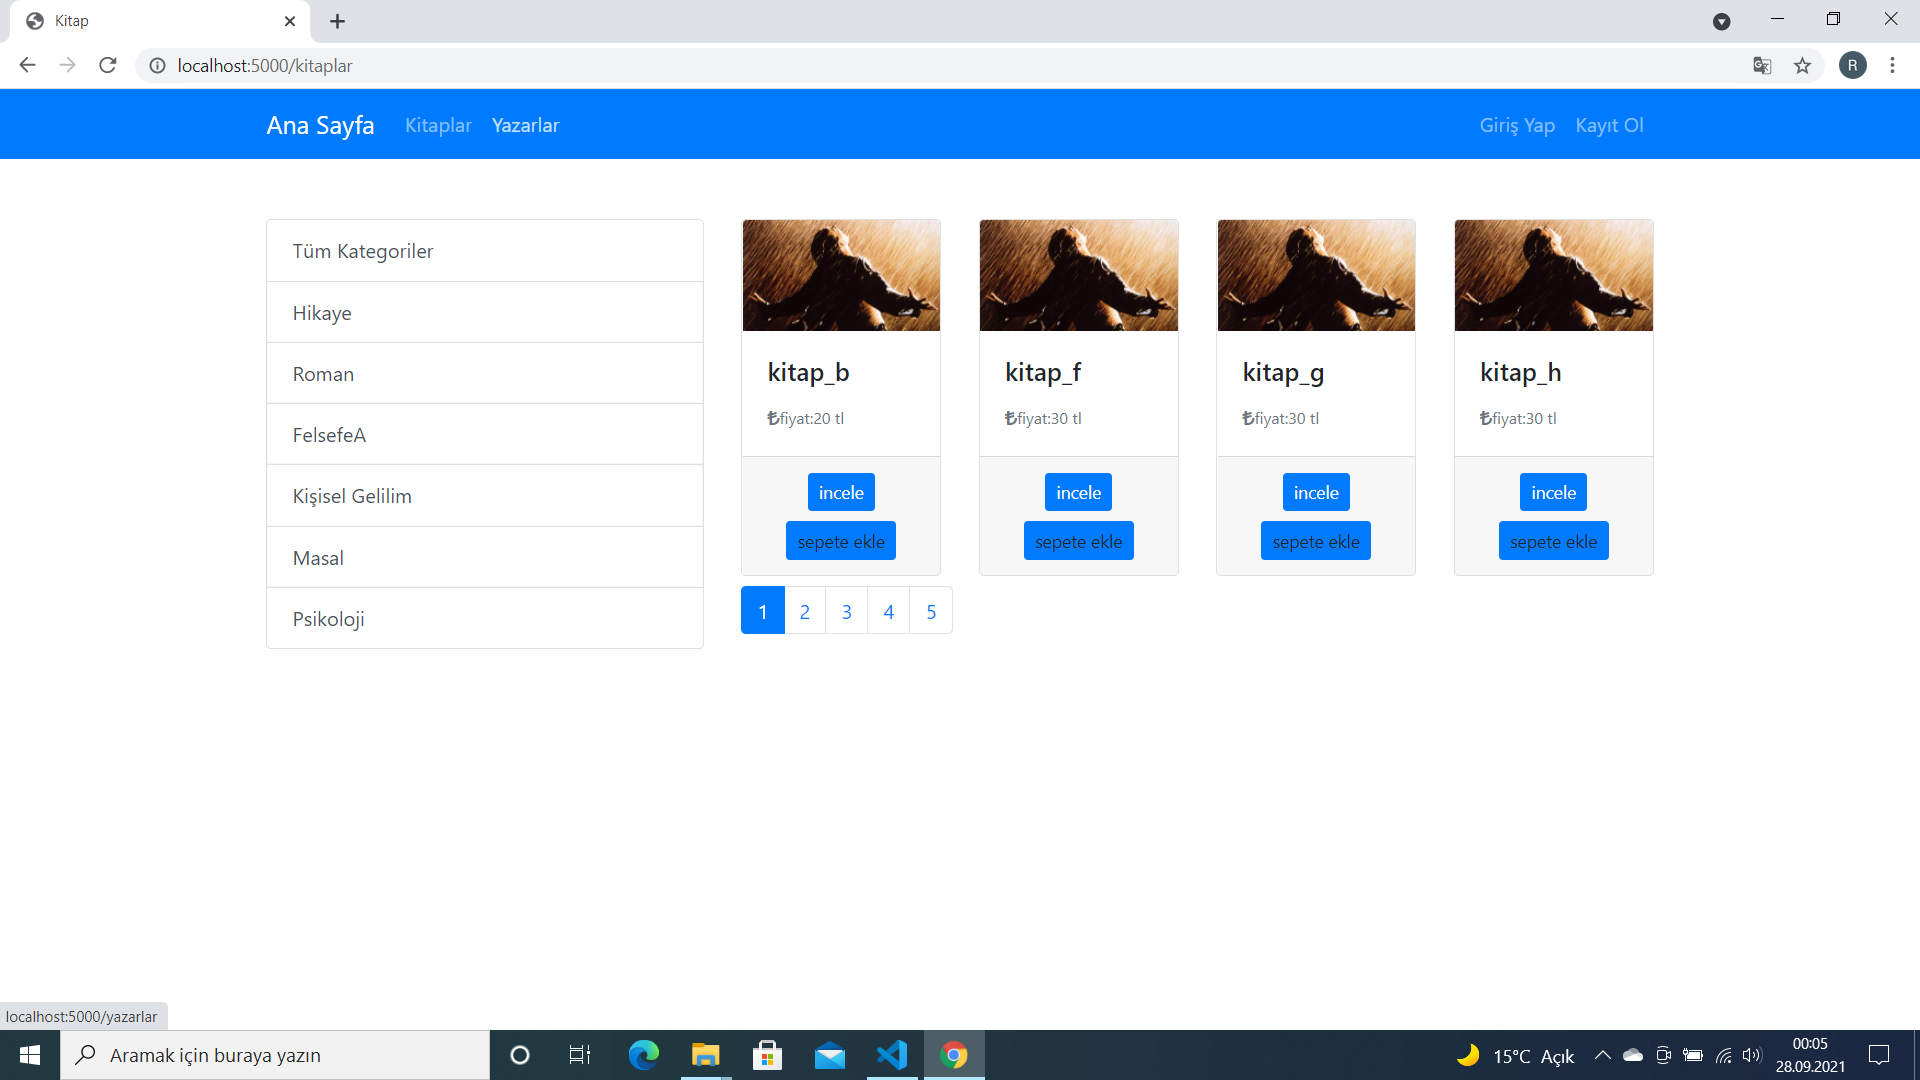 Kitap
localhost:5000/kitaplar
R
Ana Sayfa Kitaplar Yazarlar Giriş Yap Kayıt Ol
Tüm Kategoriler
Hikaye
Roman
FelsefeA
Kişisel Gelilim
Masal
Psikoloji
kitap_b
₺fiyat:20 tl
incele
sepete ekle
kitap_f
₺fiyat:30 tl
incele
sepete ekle
kitap_g
₺fiyat:30 tl
incele
sepete ekle
kitap_h
₺fiyat:30 tl
incele
sepete ekle
1 2 3 4 5
localhost:5000/yazarlar
Aramak için buraya yazın
15°C Açık
00:05
28.09.2021